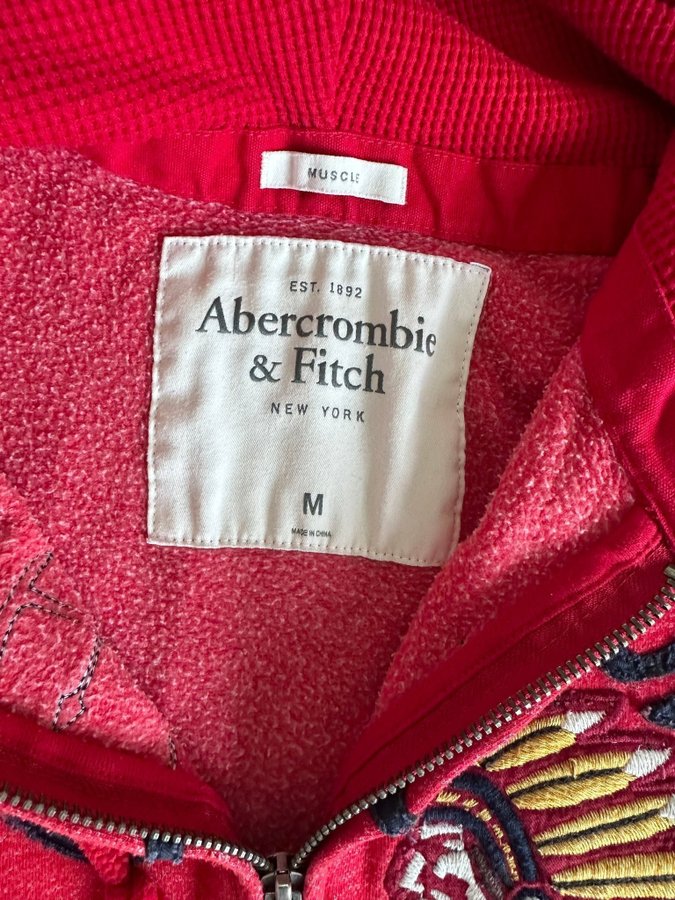 MUSCLE
EST. 1892
Abercrombie
& Fitch
NEW YORK
M
MADE IN CHINA